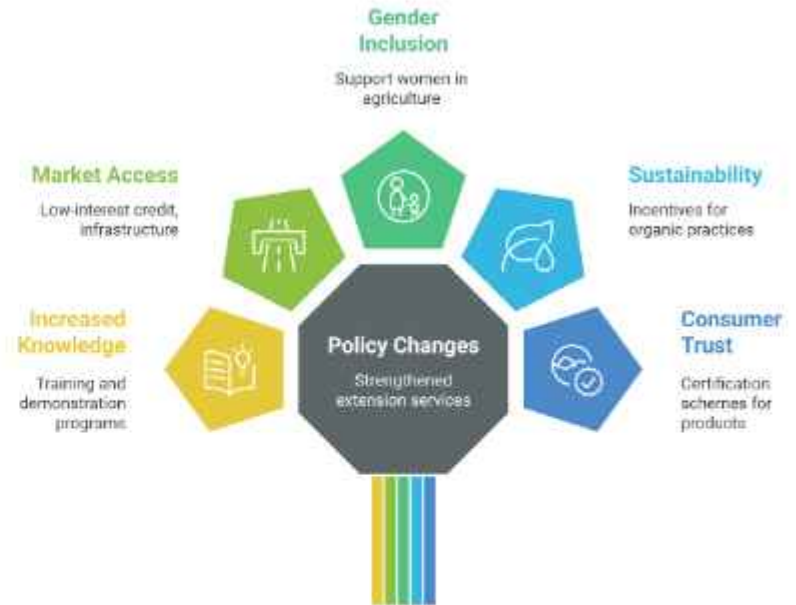 Gender
Inclusion
Support women in
agriculture
Market Access
Low-interest credit,
infrastructure
Sustainability
Incentives for
organic practices
Increased
Knowledge
Training and
demonstration
programs
Policy Changes
Strengthened
extension services
Consumer
Trust
Certification
schemes for
products